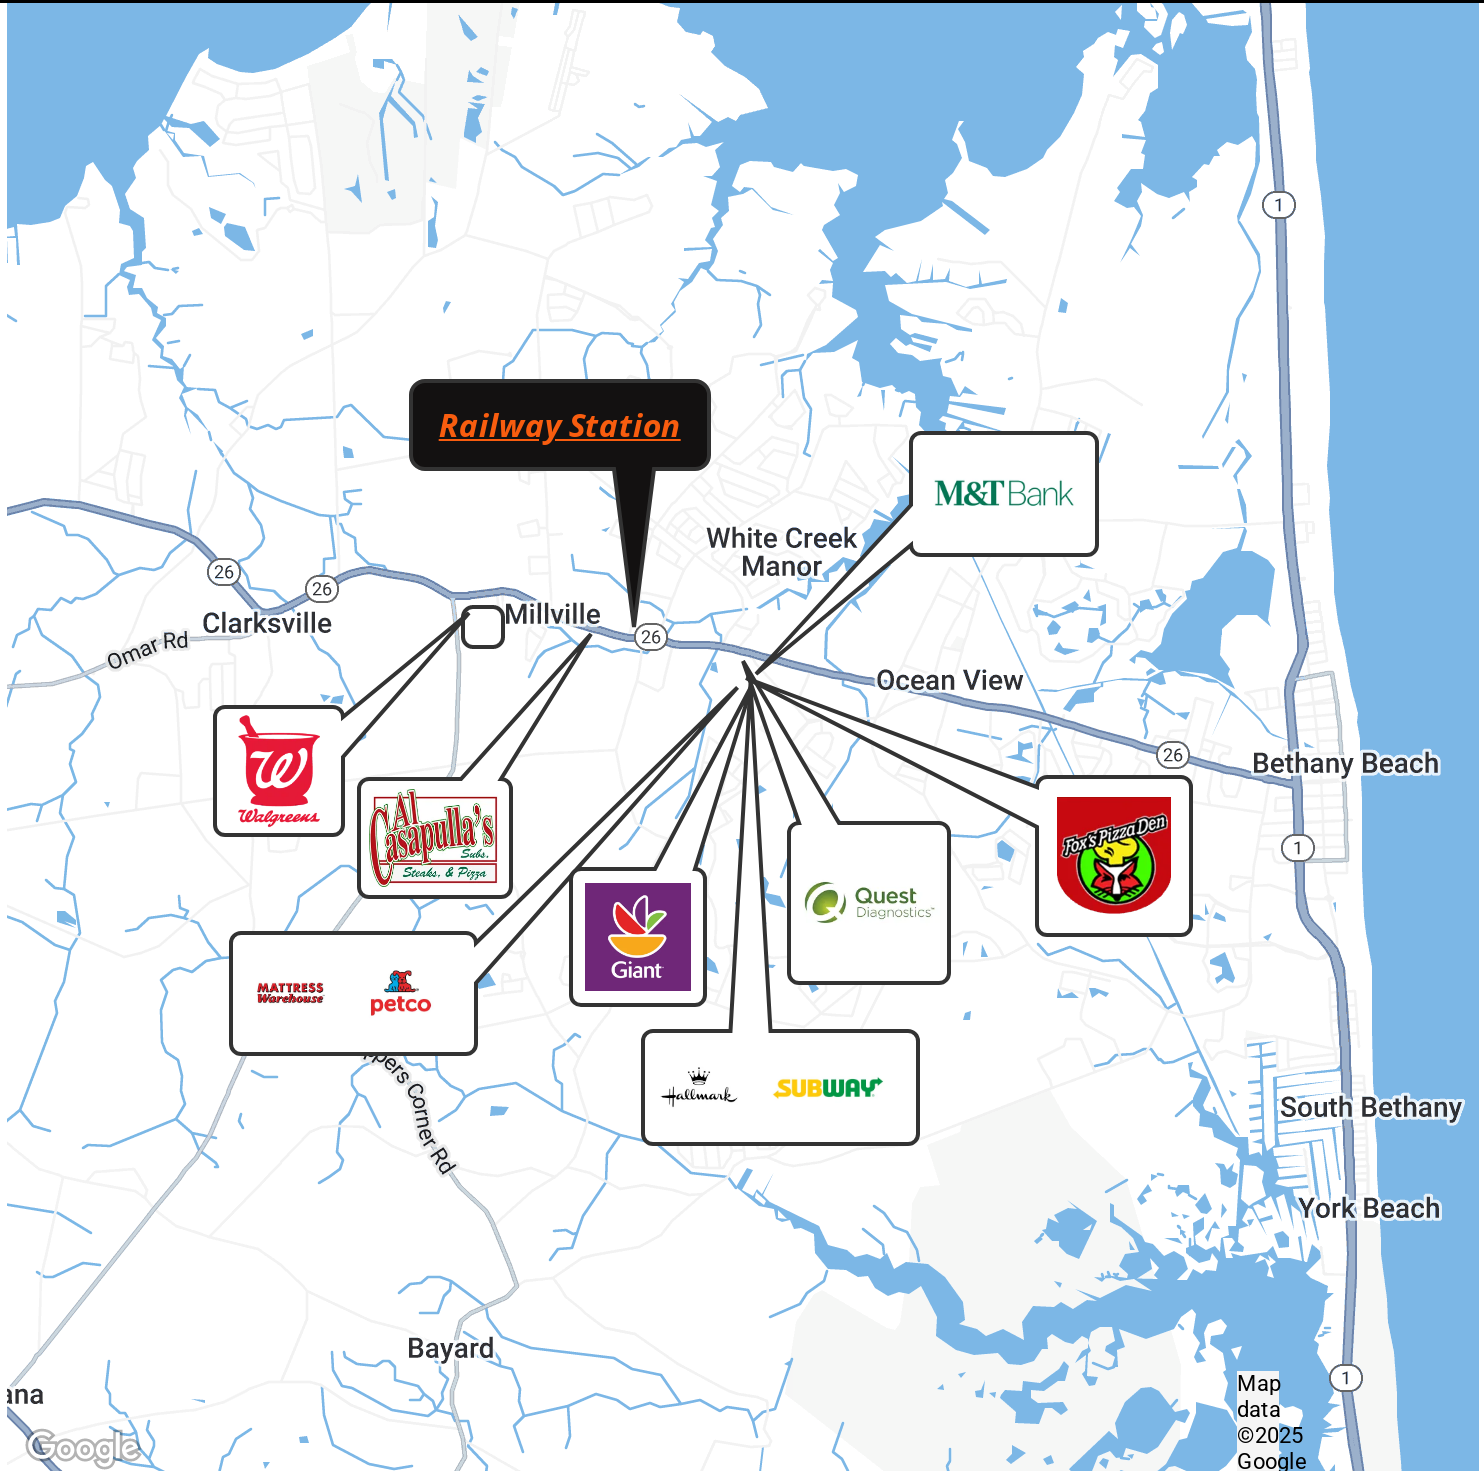 1
Railway Station
M&T Bank
White Creek
Manor
26
26
Clarksville
Millville
26
Omar Rd
Ocean View
26
Bethany Beach
Walgreens
Al
Casapulla's
Subs,
Steaks, & Pizza
Fox's Pizza Den
1
Quest
Diagnostics™
Giant
MATTRESS
Warehouse
petco
ppers Corner Rd
Hallmark
SUBWAY
South Bethany
York Beach
Bayard
1
ana
Map
data
©2025
Google
Google